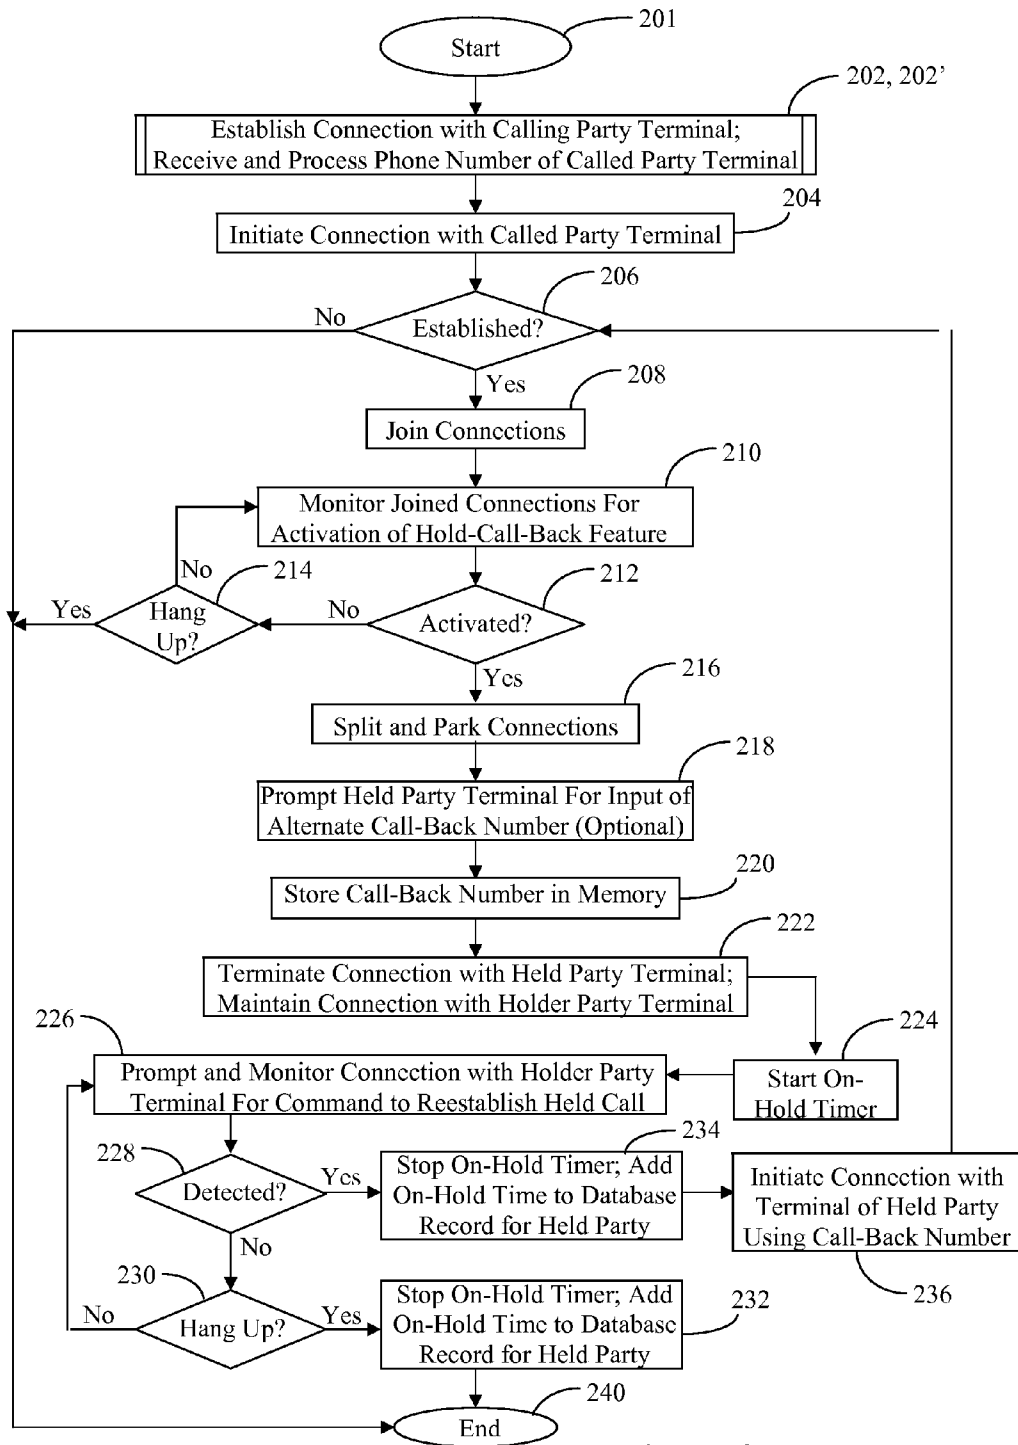 201
Start
202, 202’
Establish Connection with Calling Party Terminal;
Receive and Process Phone Number of Called Party Terminal
204
Initiate Connection with Called Party Terminal
206
No
Established?
Yes
208
Join Connections
210
Monitor Joined Connections For
Activation of Hold-Call-Back Feature
No
214
212
Yes
Hang
Up?
No
Activated?
Yes
216
Split and Park Connections
218
Prompt Held Party Terminal For Input of
Alternate Call-Back Number (Optional)
220
Store Call-Back Number in Memory
222
Terminate Connection with Held Party Terminal;
Maintain Connection with Holder Party Terminal
226
224
Prompt and Monitor Connection with Holder Party
Terminal For Command to Reestablish Held Call
Start On-
Hold Timer
228
Detected?
Yes
234
Stop On-Hold Timer; Add
On-Hold Time to Database
Record for Held Party
Initiate Connection with
Terminal of Held Party
Using Call-Back Number
236
No
230
No
Hang Up?
Yes
Stop On-Hold Timer; Add
On-Hold Time to Database
Record for Held Party
232
240
End